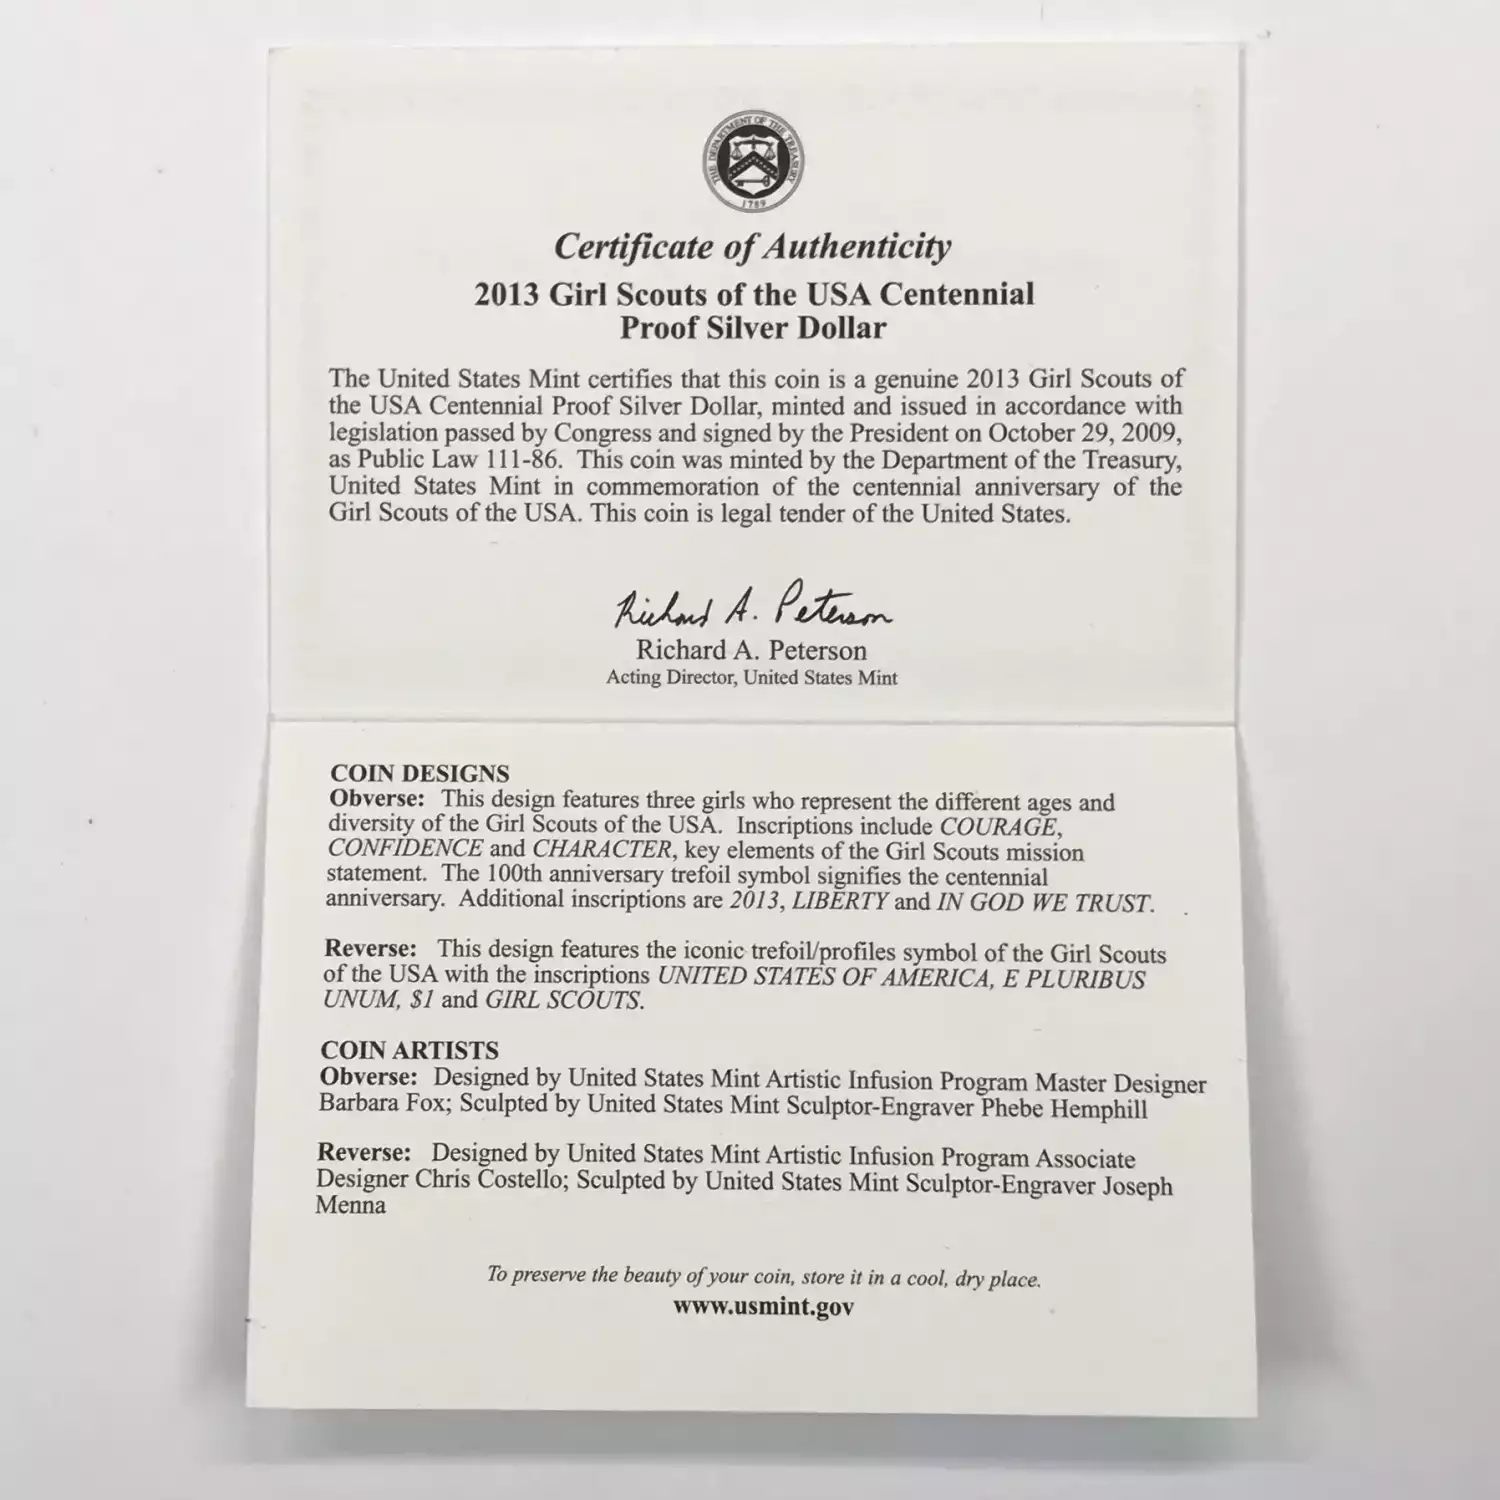 THE DEPARTMENT OF THE TREASURY
1789
Certificate of Authenticity
2013 Girl Scouts of the USA Centennial
Proof Silver Dollar
The United States Mint certifies that this coin is a genuine 2013 Girl Scouts of
the USA Centennial Proof Silver Dollar, minted and issued in accordance with
legislation passed by Congress and signed by the President on October 29, 2009,
as Public Law 111-86. This coin was minted by the Department of the Treasury,
United States Mint in commemoration of the centennial anniversary of the
Girl Scouts of the USA. This coin is legal tender of the United States.
Richard A. Peterson
Richard A. Peterson
Acting Director, United States Mint
COIN DESIGNS
Obverse: This design features three girls who represent the different ages and
diversity of the Girl Scouts of the USA. Inscriptions include COURAGE,
CONFIDENCE and CHARACTER, key elements of the Girl Scouts mission
statement. The 100th anniversary trefoil symbol signifies the centennial
anniversary. Additional inscriptions are 2013, LIBERTY and IN GOD WE TRUST.
Reverse: This design features the iconic trefoil/profiles symbol of the Girl Scouts
of the USA with the inscriptions UNITED STATES OF AMERICA, E PLURIBUS
UNUM, $1 and GIRL SCOUTS.
COIN ARTISTS
Obverse: Designed by United States Mint Artistic Infusion Program Master Designer
Barbara Fox; Sculpted by United States Mint Sculptor-Engraver Phebe Hemphill
Reverse: Designed by United States Mint Artistic Infusion Program Associate
Designer Chris Costello; Sculpted by United States Mint Sculptor-Engraver Joseph
Menna
To preserve the beauty of your coin, store it in a cool, dry place.
www.usmint.gov